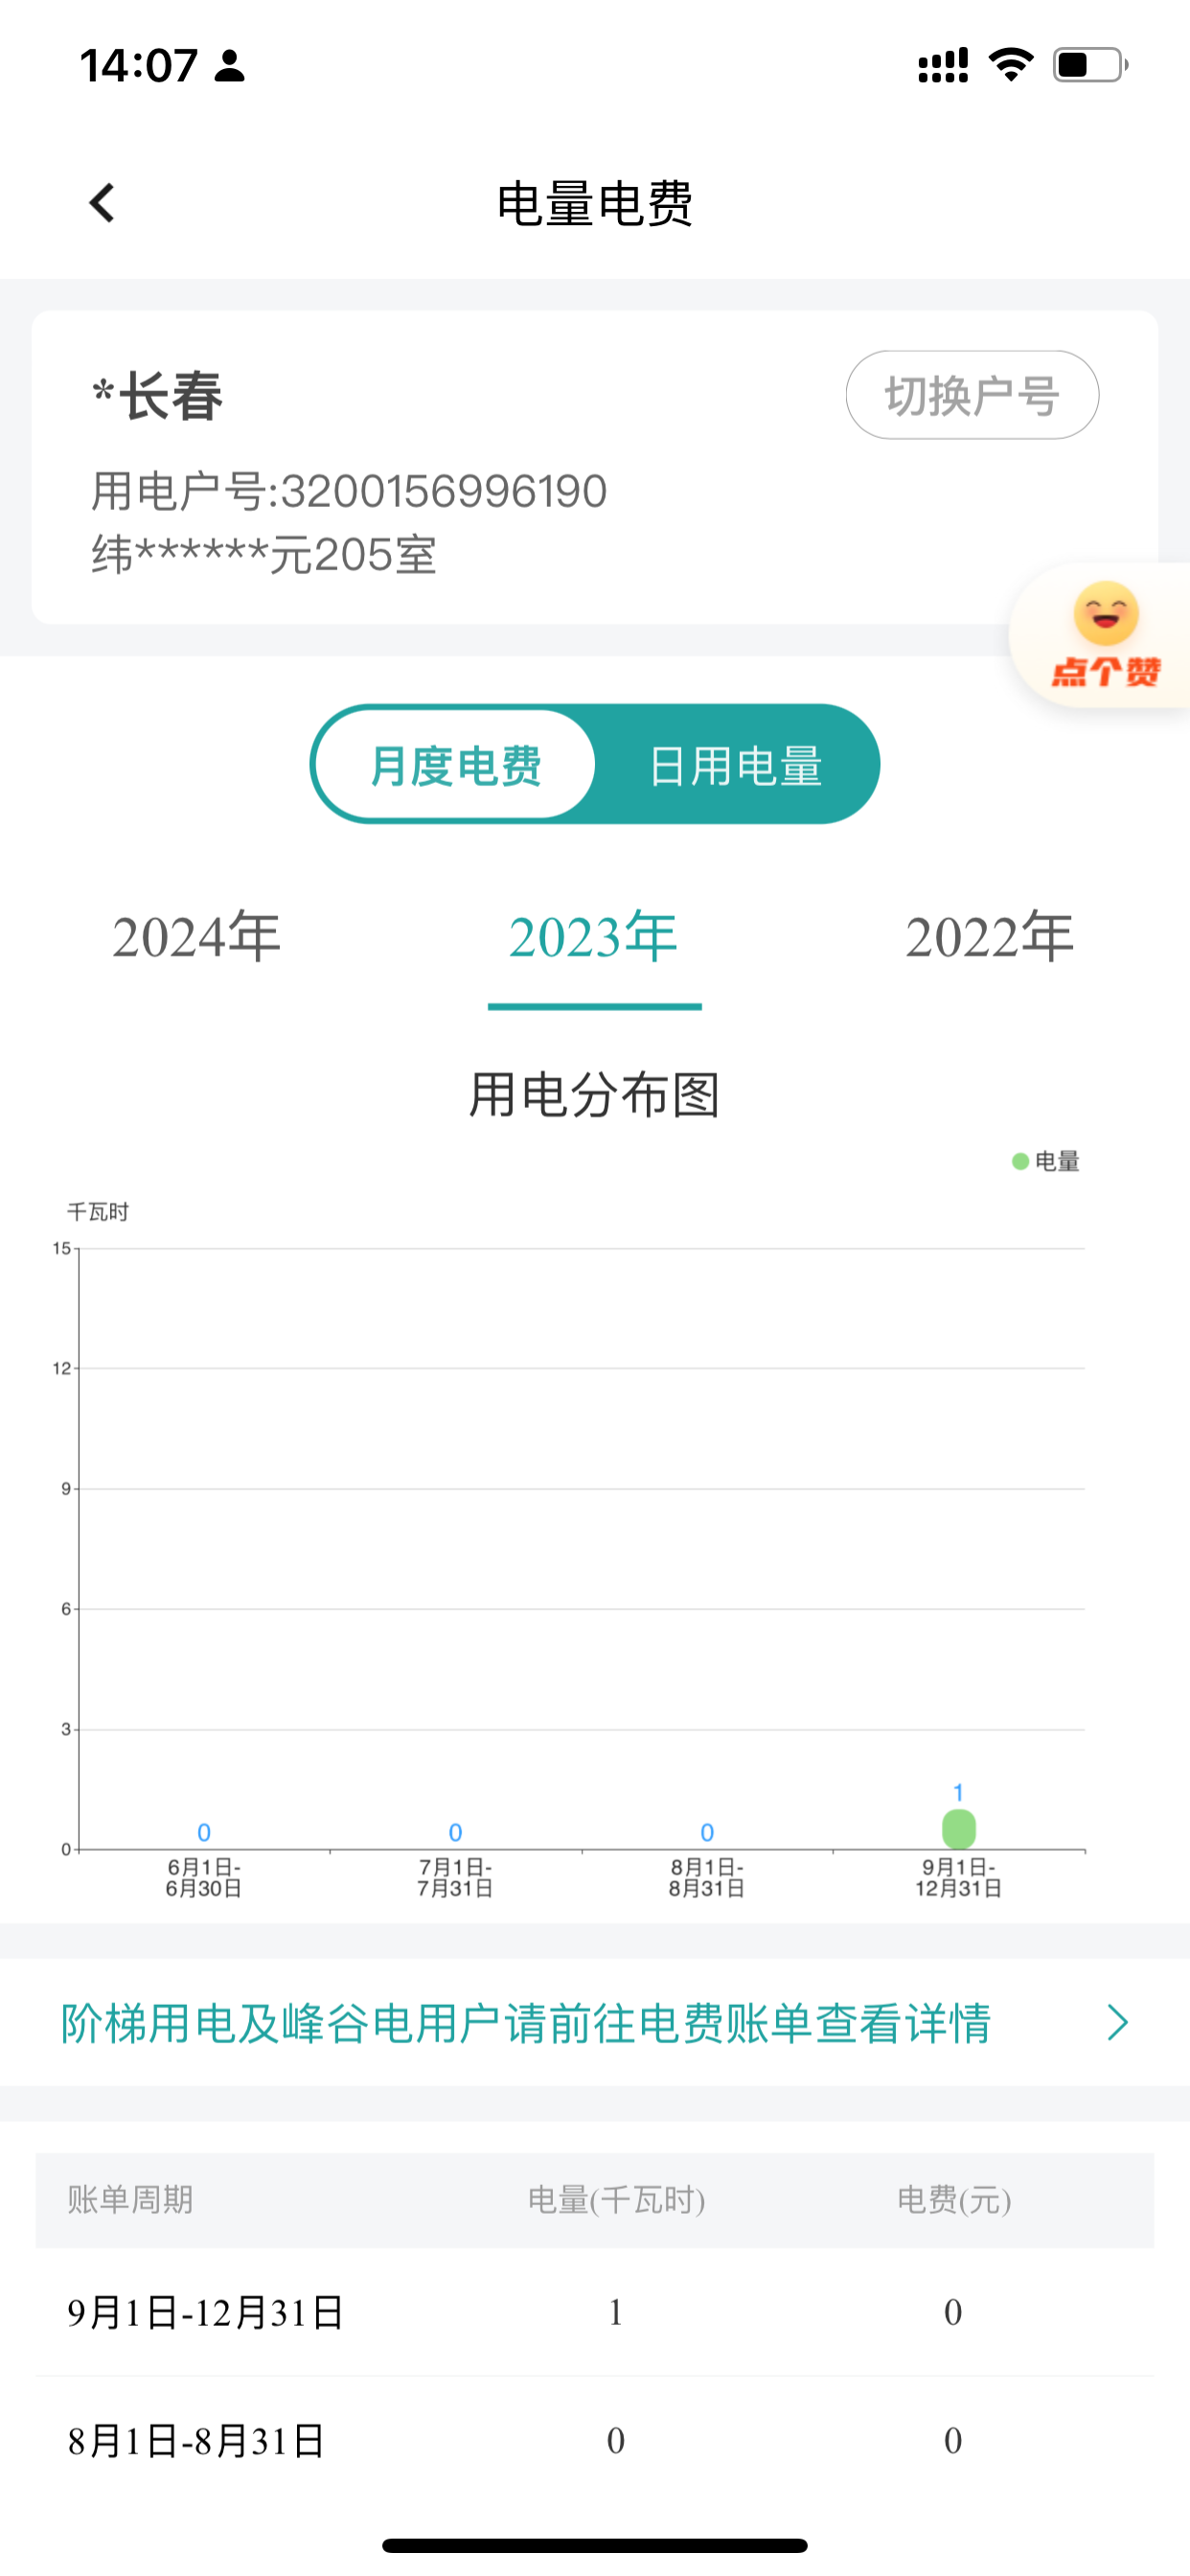 14:07
电量电费
*长春
切换户号
用电户号:3200156996190
纬******元205室
点个赞
月度电费
日用电量
2024年
2023年
2022年
用电分布图
电量
千瓦时
15
12
9
6
3
0
0
0
0
1
6月1日-
6月30日
7月1日-
7月31日
8月1日-
8月31日
9月1日-
12月31日
阶梯用电及峰谷电用户请前往电费账单查看详情
账单周期 电量(千瓦时) 电费(元)
9月1日-12月31日 1 0
8月1日-8月31日 0 0